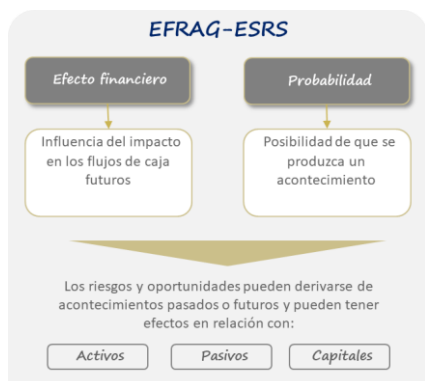 EFRAG-ESRS
Efecto financiero
Probabilidad
Influencia del impacto
en los flujos de caja
futuros
Posibilidad de que se
produzca un
acontecimiento
Los riesgos y oportunidades pueden derivarse de
acontecimientos pasados o futuros y pueden tener
efectos en relación con:
Activos
Pasivos
Capitales